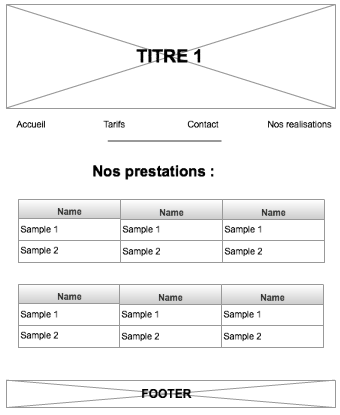 TITRE 1
Accueil Tarifs Contact Nos realisations
Nos prestations :
Name Name Name
Sample 1 Sample 1 Sample 1
Sample 2 Sample 2 Sample 2
Name Name Name
Sample 1 Sample 1 Sample 1
Sample 2 Sample 2 Sample 2
FOOTER